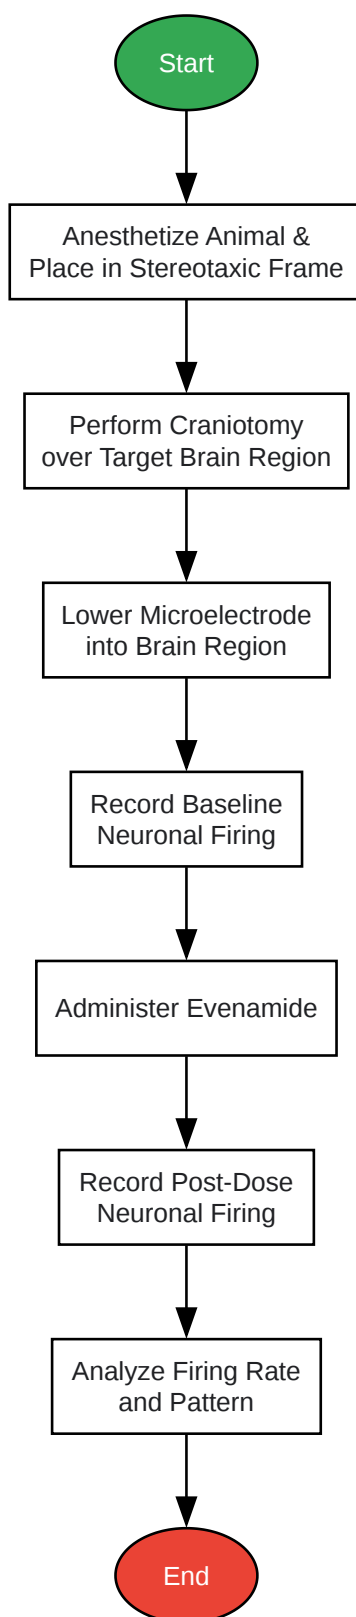 Start
Anesthetize Animal &
Place in Stereotaxic Frame
Perform Craniotomy
over Target Brain Region
Lower Microelectrode
into Brain Region
Record Baseline
Neuronal Firing
Administer Evenamide
Record Post-Dose
Neuronal Firing
Analyze Firing Rate
and Pattern
End